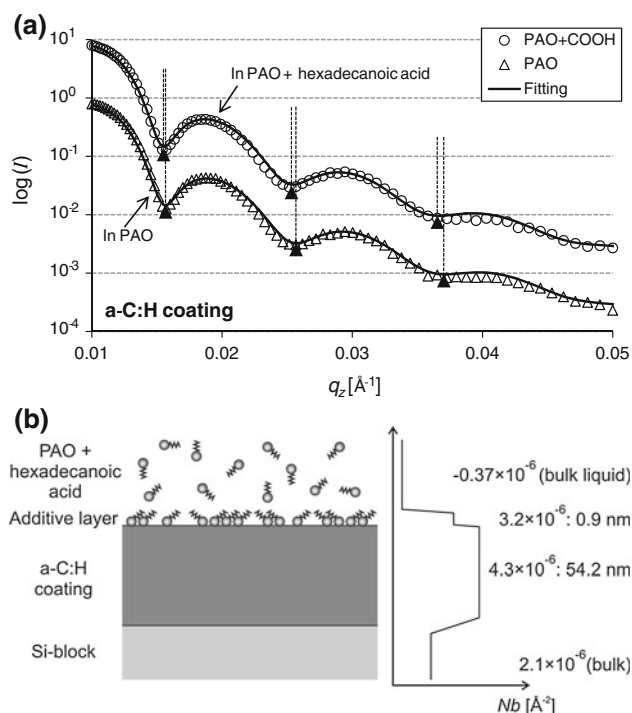 (a)
10¹
10⁰
10⁻¹
10⁻²
10⁻³
10⁻⁴
log(I)
In PAO + hexadecanoic acid
In PAO
PAO+COOH
PAO
Fitting
a-C:H coating
0.01 0.02 0.03 0.04 0.05
q_z [Å⁻¹]
(b)
PAO +
hexadecanoic
acid
Additive layer
a-C:H
coating
Si-block
-0.37×10⁻⁶ (bulk liquid)
3.2×10⁻⁶: 0.9 nm
4.3×10⁻⁶: 54.2 nm
2.1×10⁻⁶ (bulk)
Nb [Å⁻²]